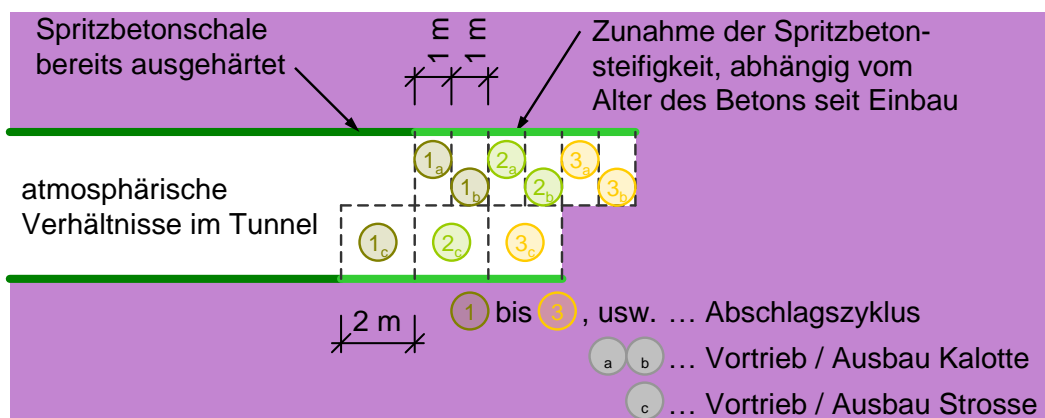 Spritzbetonschale
bereits ausgehärtet
1 m
1 m
Zunahme der Spritzbeton-
steifigkeit, abhängig vom
Alter des Betons seit Einbau
atmosphärische
Verhältnisse im Tunnel
1a
1b
2a
2b
3a
3b
1c
2c
3c
2 m
1 bis 3 , usw. … Abschlagszyklus
a b … Vortrieb / Ausbau Kalotte
c … Vortrieb / Ausbau Strosse